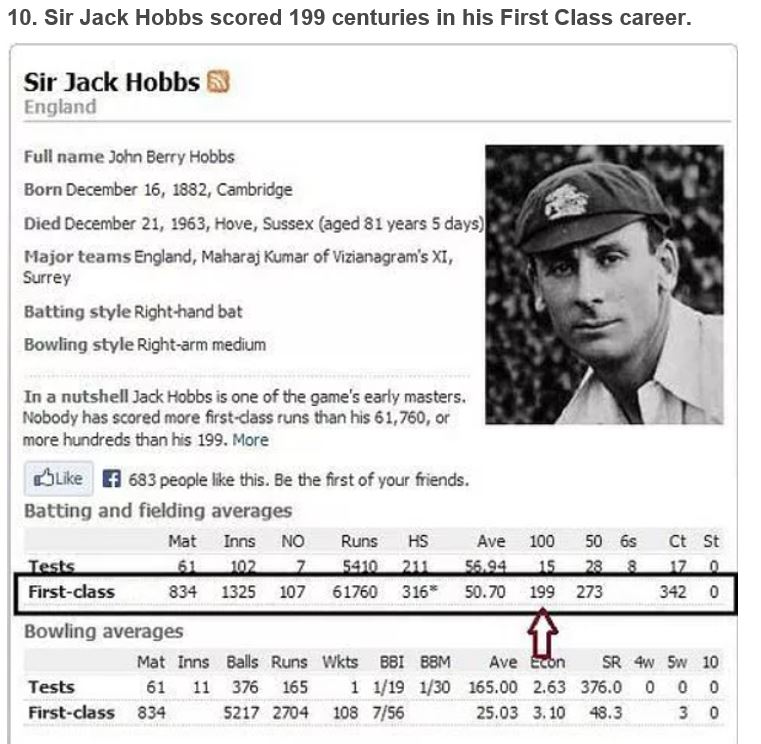 10. Sir Jack Hobbs scored 199 centuries in his First Class career.
Sir Jack Hobbs
England
Full name John Berry Hobbs
Born December 16, 1882, Cambridge
Died December 21, 1963, Hove, Sussex (aged 81 years 5 days)
Major teams England, Maharaj Kumar of Vizianagram's XI,
Surrey
Batting style Right-hand bat
Bowling style Right-arm medium
In a nutshell Jack Hobbs is one of the game's early masters.
Nobody has scored more first-class runs than his 61,760, or
more hundreds than his 199. More
Like 683 people like this. Be the first of your friends.
Batting and fielding averages
Mat Inns NO Runs HS Ave 100 50 6s Ct St
Tests 61 102 7 5410 211 56.94 15 28 8 17 0
First-class 834 1325 107 61760 316* 50.70 199 273 342 0
Bowling averages
Mat Inns Balls Runs Wkts BBI BBM Ave Econ SR 4w 5w 10
Tests 61 11 376 165 1 1/19 1/30 165.00 2.63 376.0 0 0 0
First-class 834 5217 2704 108 7/56 25.03 3.10 48.3 3 0